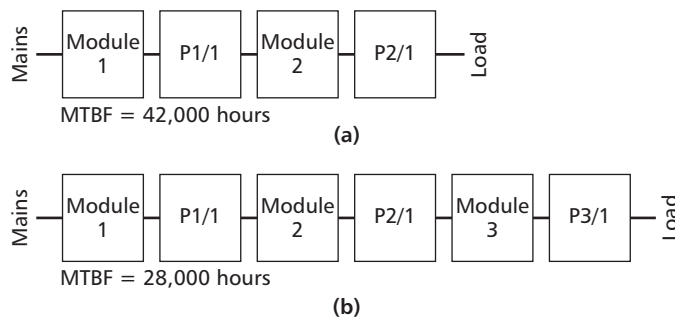 Mains
Module
1
P1/1
Module
2
P2/1
Load
MTBF = 42,000 hours
(a)
Mains
Module
1
P1/1
Module
2
P2/1
Module
3
P3/1
Load
MTBF = 28,000 hours
(b)